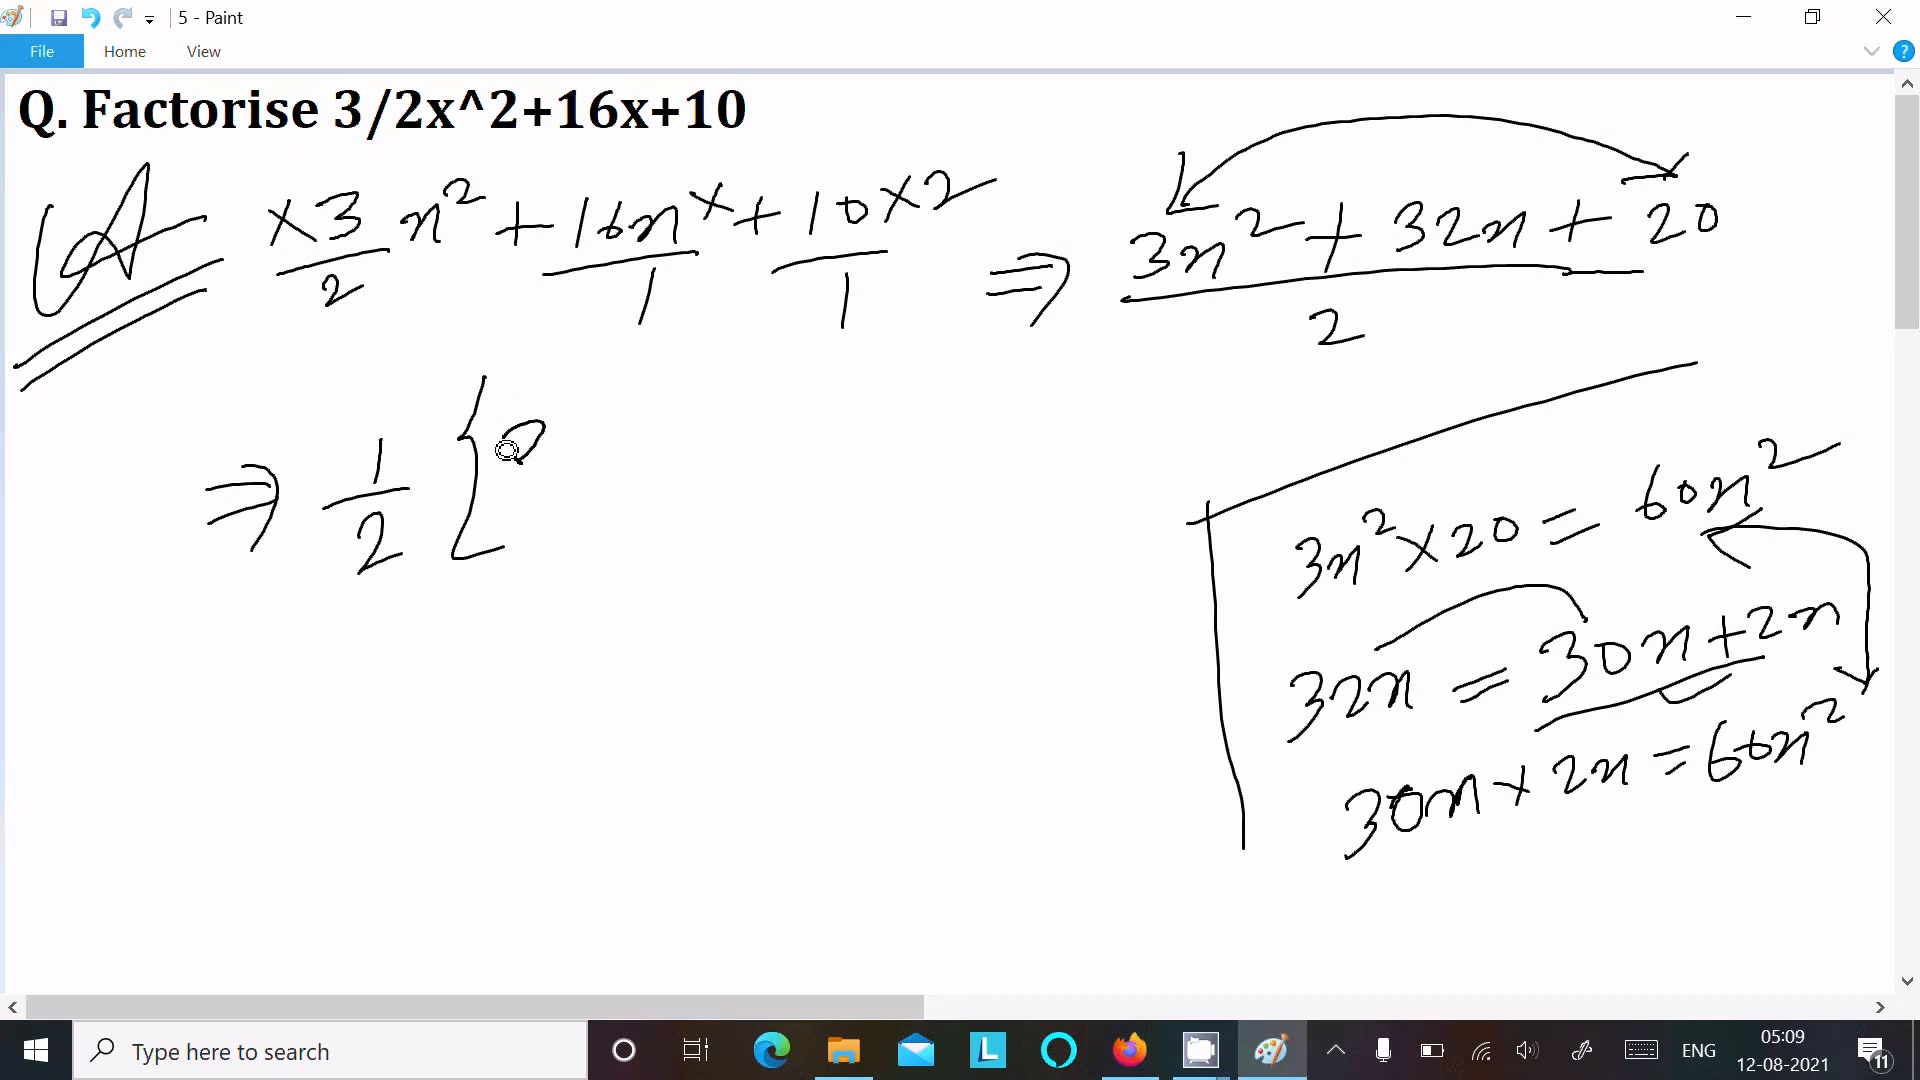 5 - Paint
File Home View
Q. Factorise 3/2x^2+16x+10
×3/2 x² + 16x×/1 + 10×2/1 ⇒ 3x² + 32x + 20/2
⇒ 1/2 {
3x² × 20 = 60x²
32x = 30x + 2x
30x × 2x = 60x²
Type here to search
ENG
05:09
12-08-2021
11